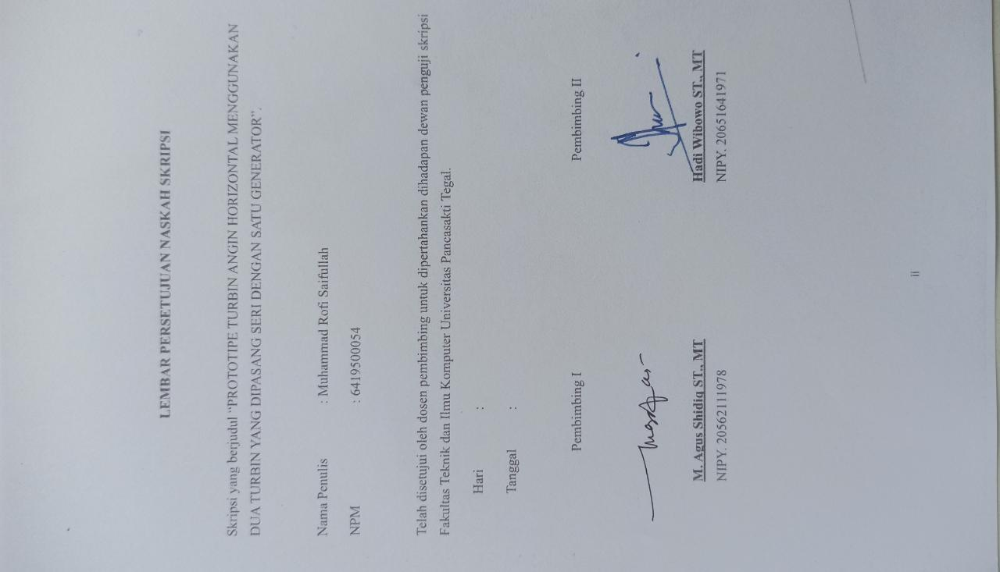 LEMBAR PERSETUJUAN NASKAH SKRIPSI
Skripsi yang berjudul “PROTOTIPE TURBIN ANGIN HORIZONTAL MENGGUNAKAN
DUA TURBIN YANG DIPASANG SERI DENGAN SATU GENERATOR”.
Nama Penulis : Muhammad Rofi Saifullah
NPM : 6419500054
Telah disetujui oleh dosen pembimbing untuk dipertahankan dihadapan dewan penguji skripsi
Fakultas Teknik dan Ilmu Komputer Universitas Pancasakti Tegal.
Hari :
Tanggal :
Pembimbing I Pembimbing II
M. Agus Shidiq ST., MT Hadi Wibowo ST., MT
NIPY. 20562111978 NIPY. 20651641971
ii